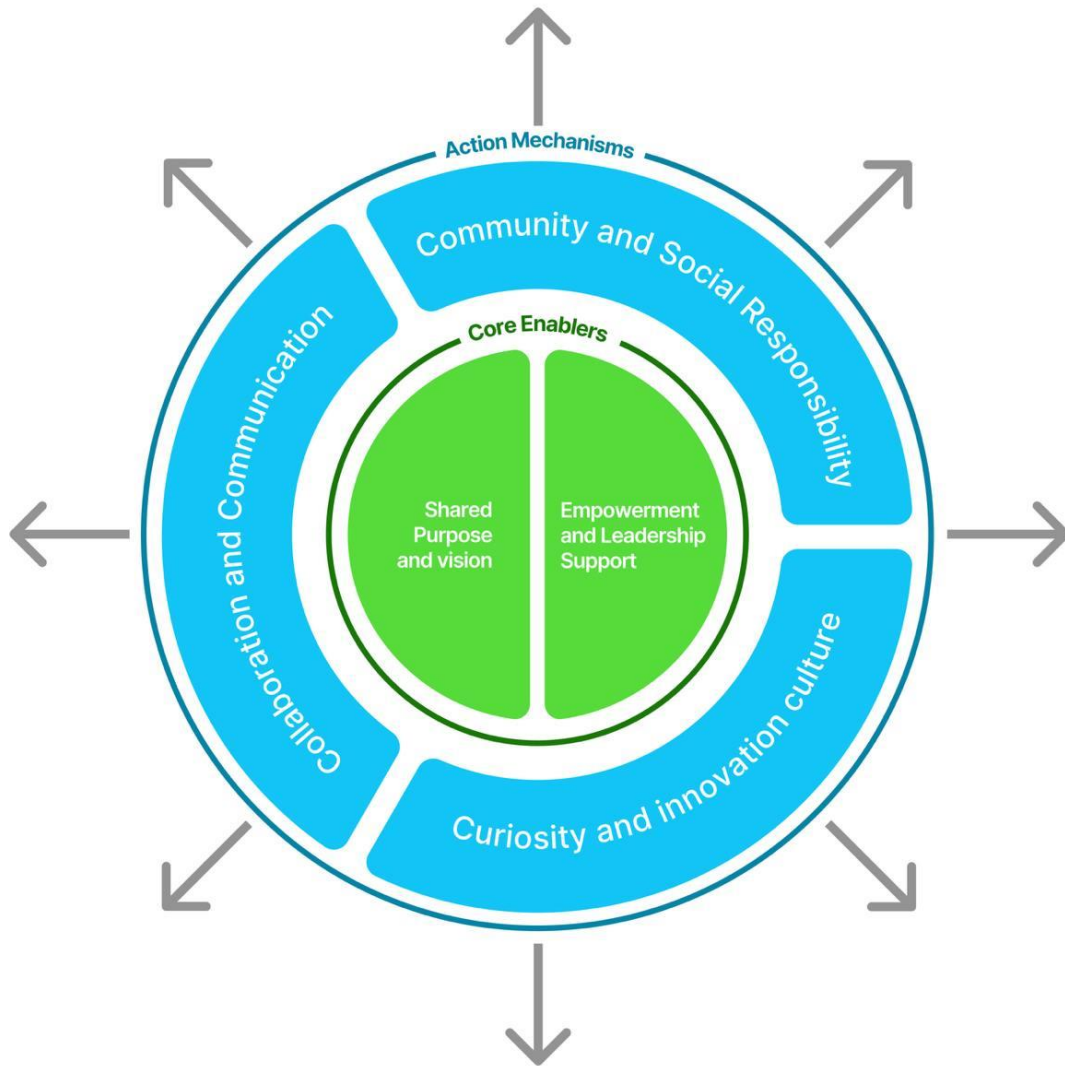 Action Mechanisms
Community and Social Responsibility
Collaboration and Communication
Core Enablers
Shared
Purpose
and vision
Empowerment
and Leadership
Support
Curiosity and innovation culture